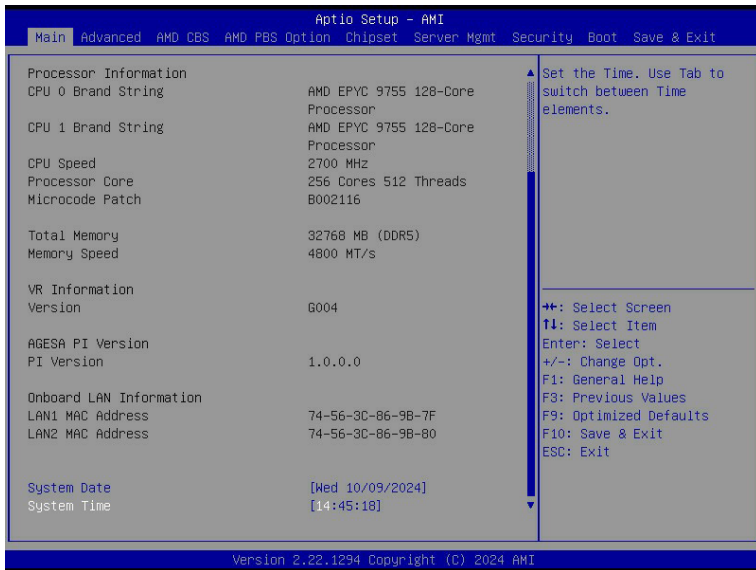 Aptio Setup – AMI
Main Advanced AMD CBS AMD PBS Option Chipset Server Mgmt Security Boot Save & Exit
Processor Information
CPU 0 Brand String AMD EPYC 9755 128-Core
Processor
CPU 1 Brand String AMD EPYC 9755 128-Core
Processor
CPU Speed 2700 MHz
Processor Core 256 Cores 512 Threads
Microcode Patch B002116
Total Memory 32768 MB (DDR5)
Memory Speed 4800 MT/s
VR Information
Version G004
AGESA PI Version
PI Version 1.0.0.0
Onboard LAN Information
LAN1 MAC Address 74-56-3C-86-9B-7F
LAN2 MAC Address 74-56-3C-86-9B-80
System Date [Wed 10/09/2024]
System Time [14:45:18]
Set the Time. Use Tab to
switch between Time
elements.
→←: Select Screen
↑↓: Select Item
Enter: Select
+/-: Change Opt.
F1: General Help
F3: Previous Values
F9: Optimized Defaults
F10: Save & Exit
ESC: Exit
Version 2.22.1294 Copyright (C) 2024 AMI